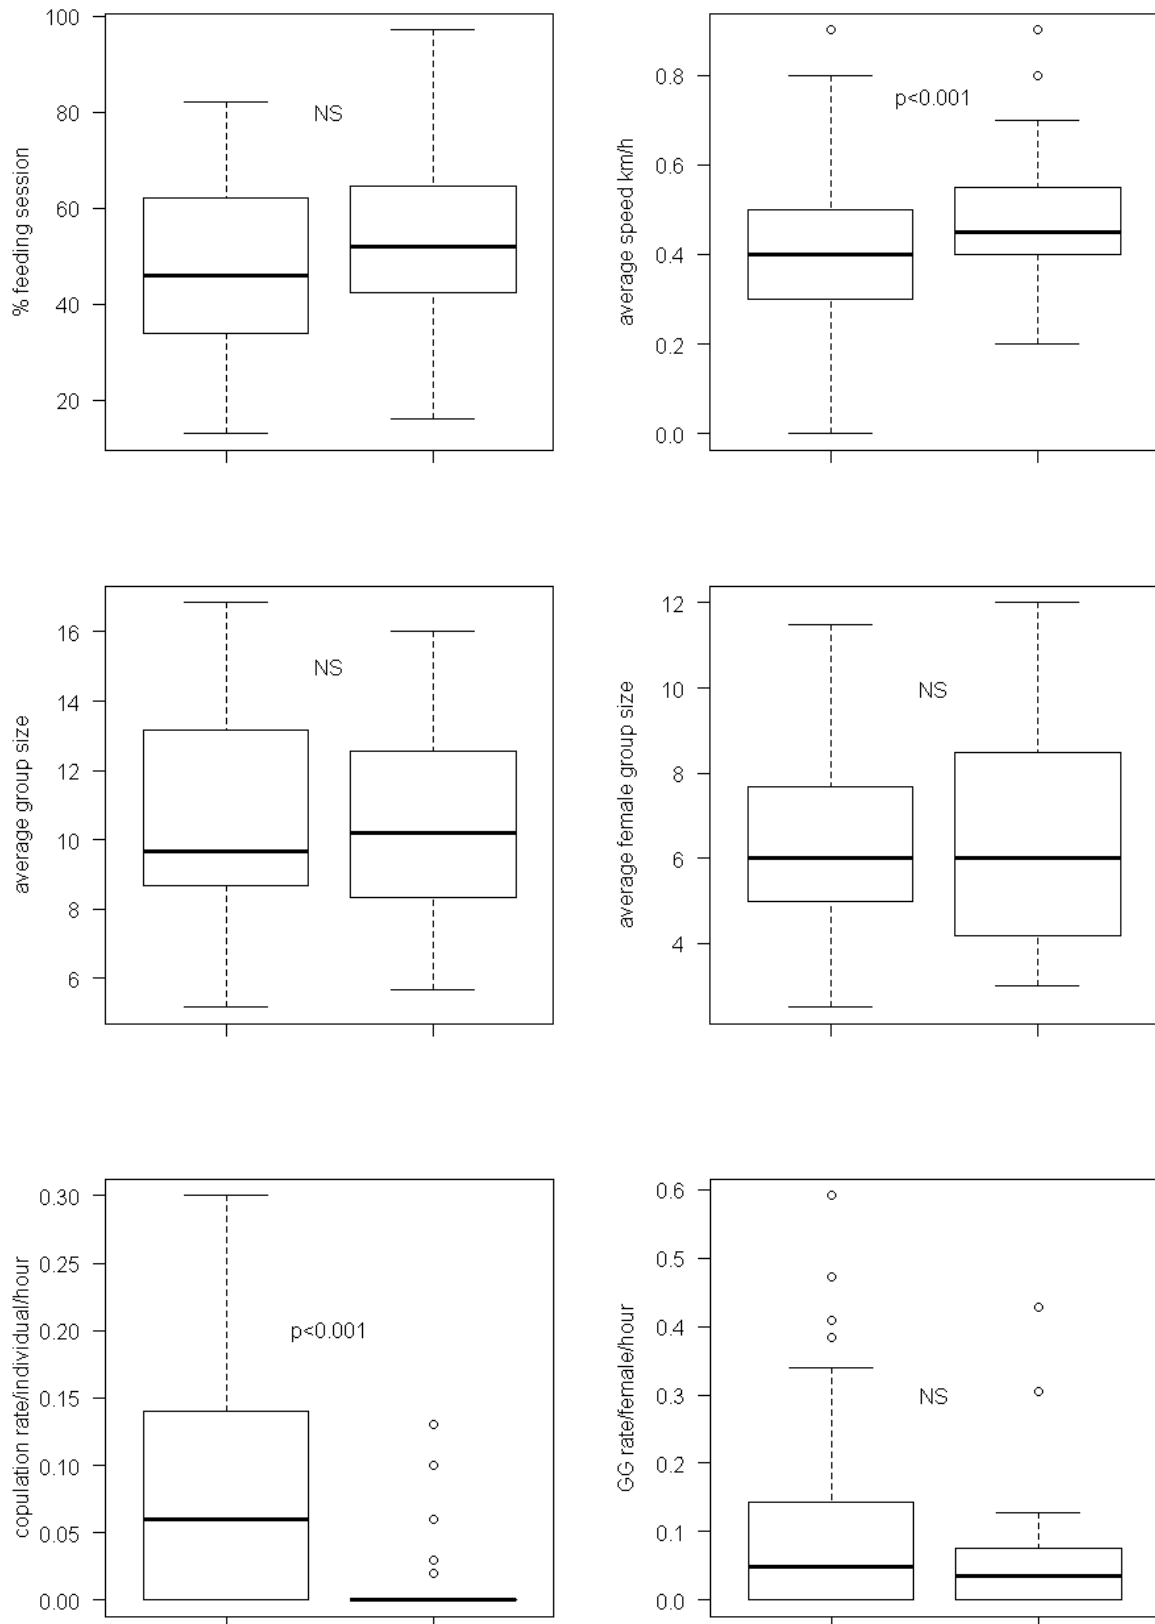 100
80
60
40
20
% feeding session
NS
0.8
0.6
0.4
0.2
0.0
average speed km/h
p<0.001
16
14
12
10
8
6
average group size
NS
12
10
8
6
4
average female group size
NS
0.30
0.25
0.20
0.15
0.10
0.05
0.00
copulation rate/individual/hour
p<0.001
0.6
0.5
0.4
0.3
0.2
0.1
0.0
GG rate/female/hour
NS